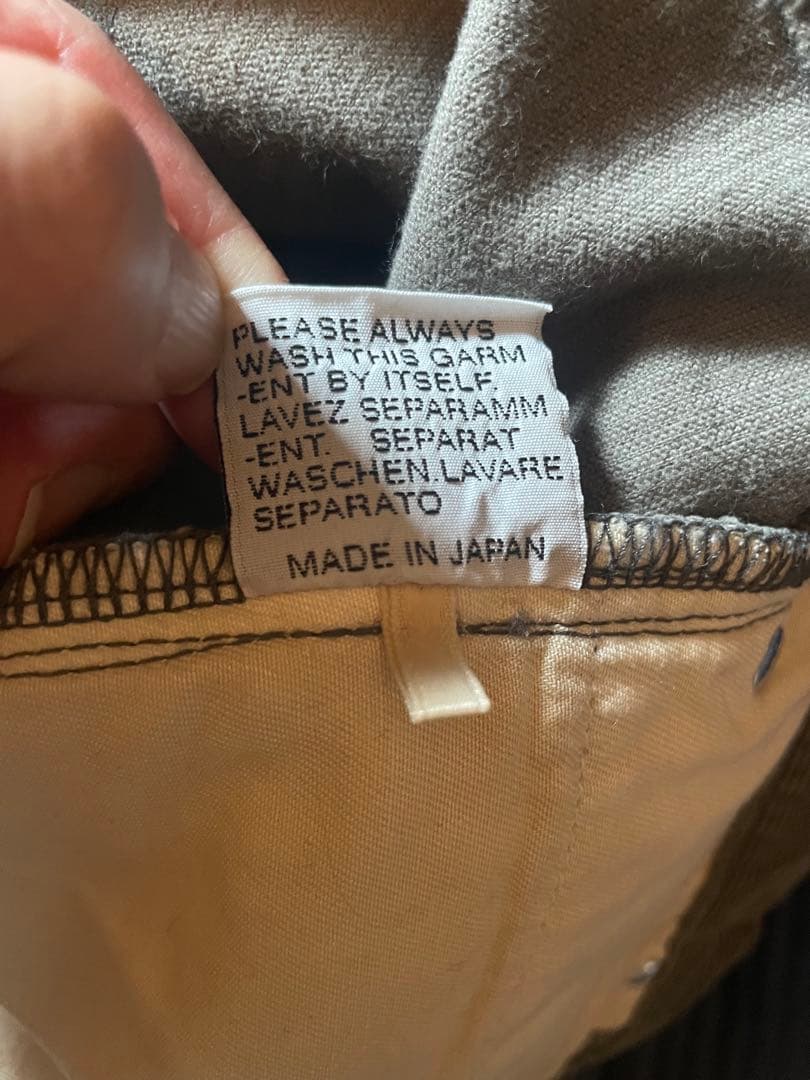 PLEASE ALWAYS
WASH THIS GARM
-ENT BY ITSELF.
LAVEZ SEPARAMM
-ENT. SEPARAT
WASCHEN.LAVARE
SEPARATO
MADE IN JAPAN